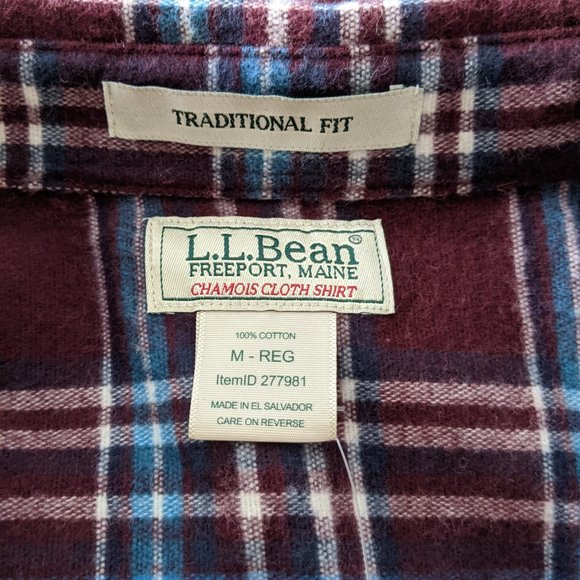 TRADITIONAL FIT
L.L.Bean®
FREEPORT, MAINE
CHAMOIS CLOTH SHIRT
100% COTTON
M - REG
ItemID 277981
MADE IN EL SALVADOR
CARE ON REVERSE